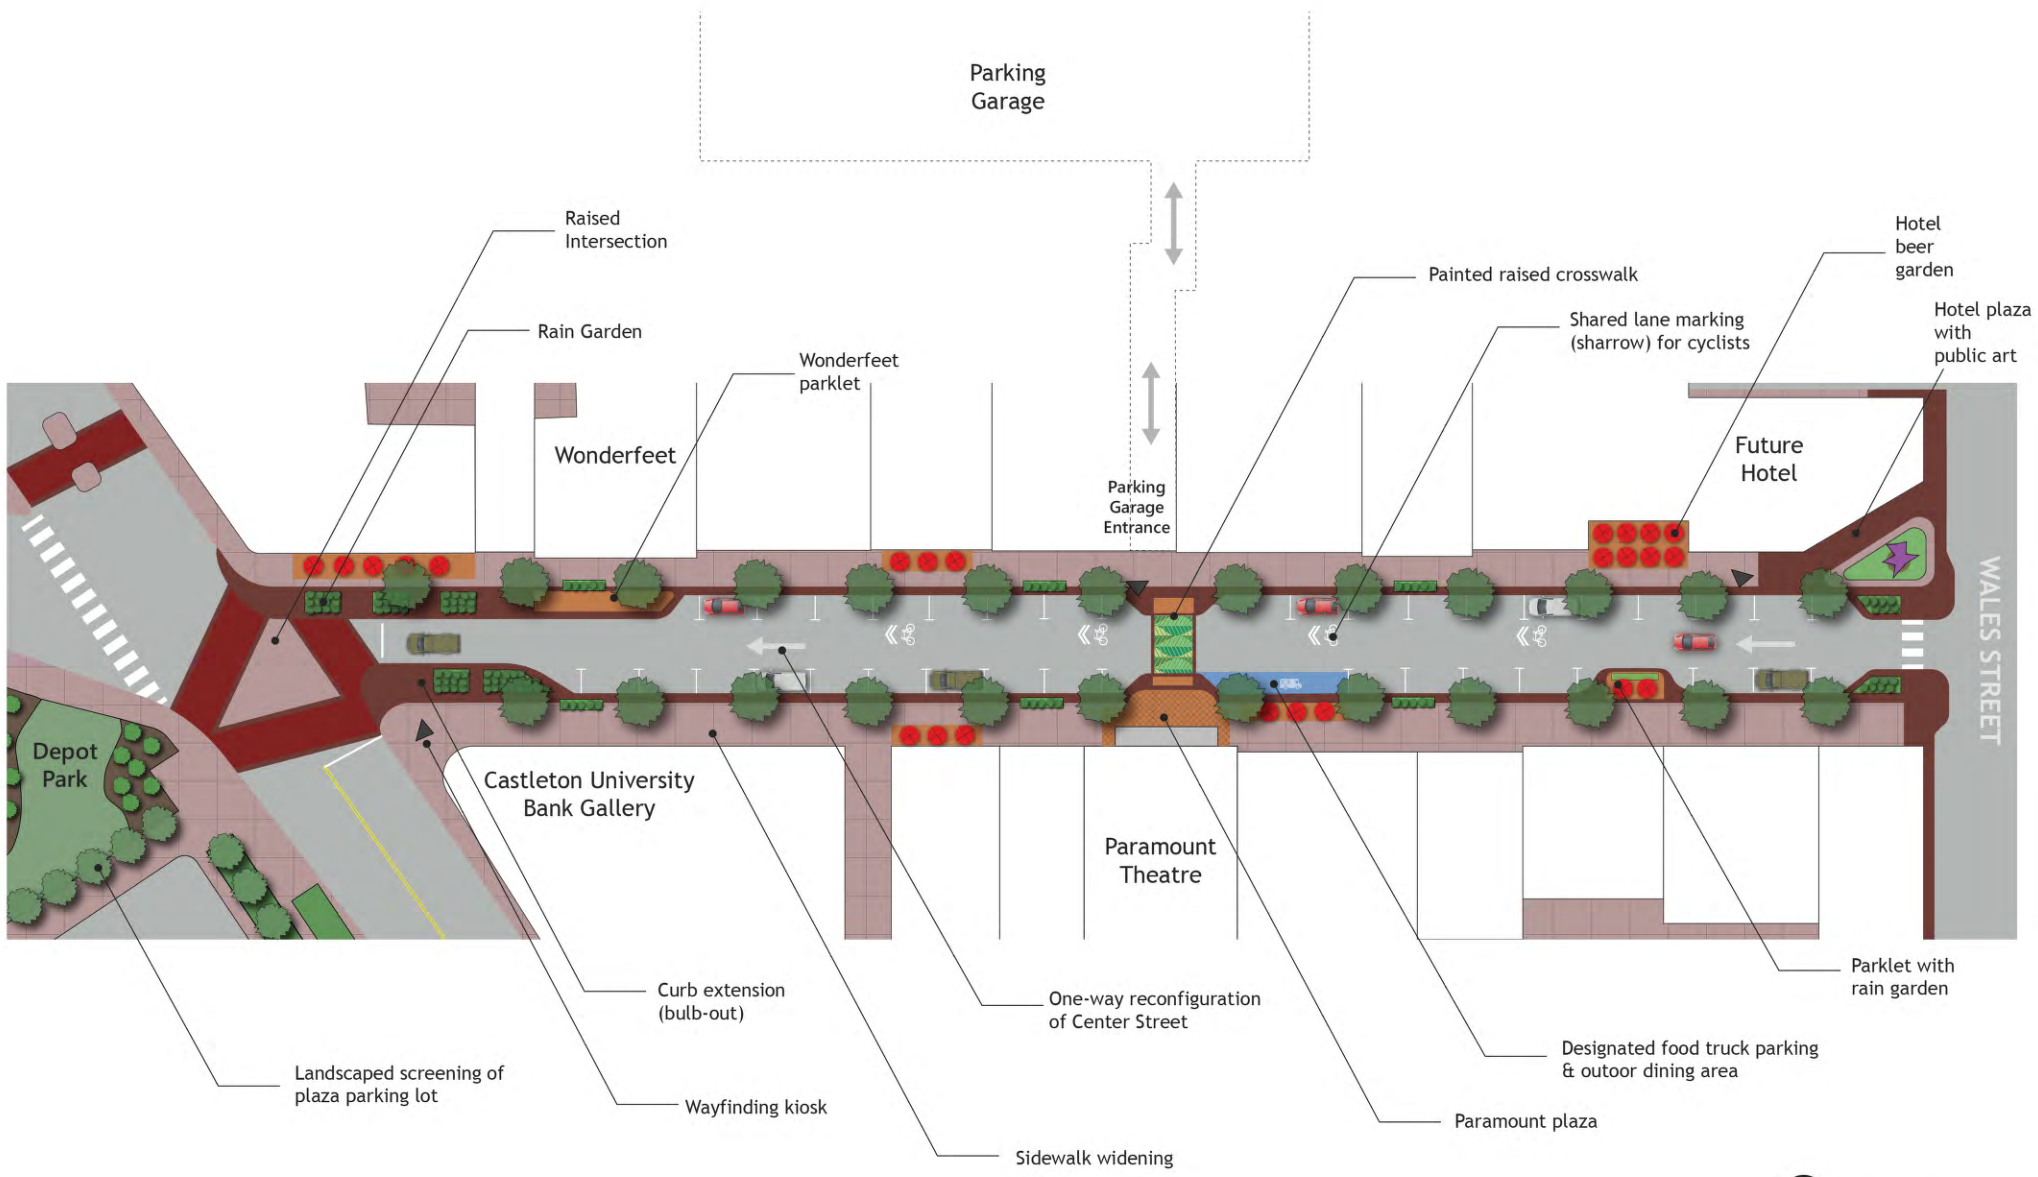 Parking
Garage
Raised
Intersection
Hotel
beer
garden
Painted raised crosswalk
Rain Garden
Shared lane marking
(sharrow) for cyclists
Hotel plaza
with
public art
Wonderfeet
parklet
Wonderfeet
Future
Hotel
Parking
Garage
Entrance
WALES STREET
Depot
Park
Castleton University
Bank Gallery
Paramount
Theatre
Parklet with
rain garden
Curb extension
(bulb-out)
One-way reconfiguration
of Center Street
Designated food truck parking
& outoor dining area
Landscaped screening of
plaza parking lot
Wayfinding kiosk
Paramount plaza
Sidewalk widening